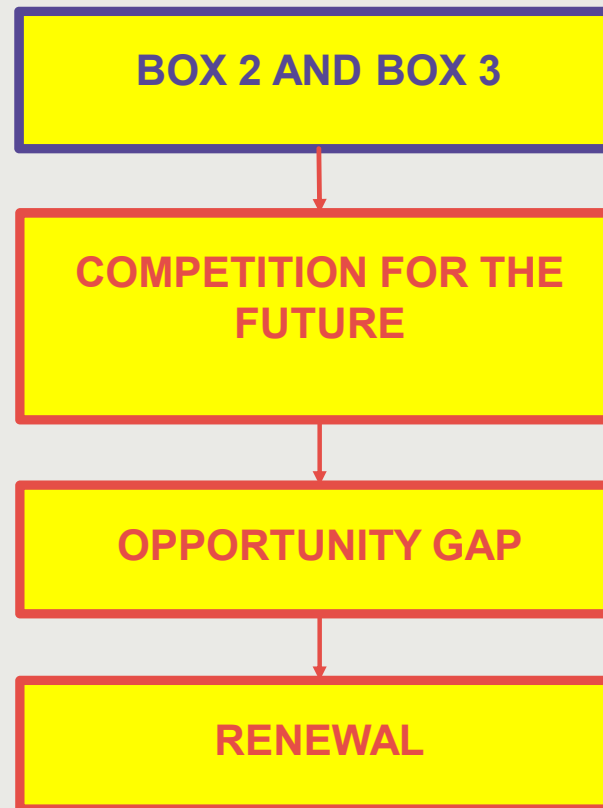 BOX 2 AND BOX 3
COMPETITION FOR THE
FUTURE
OPPORTUNITY GAP
RENEWAL